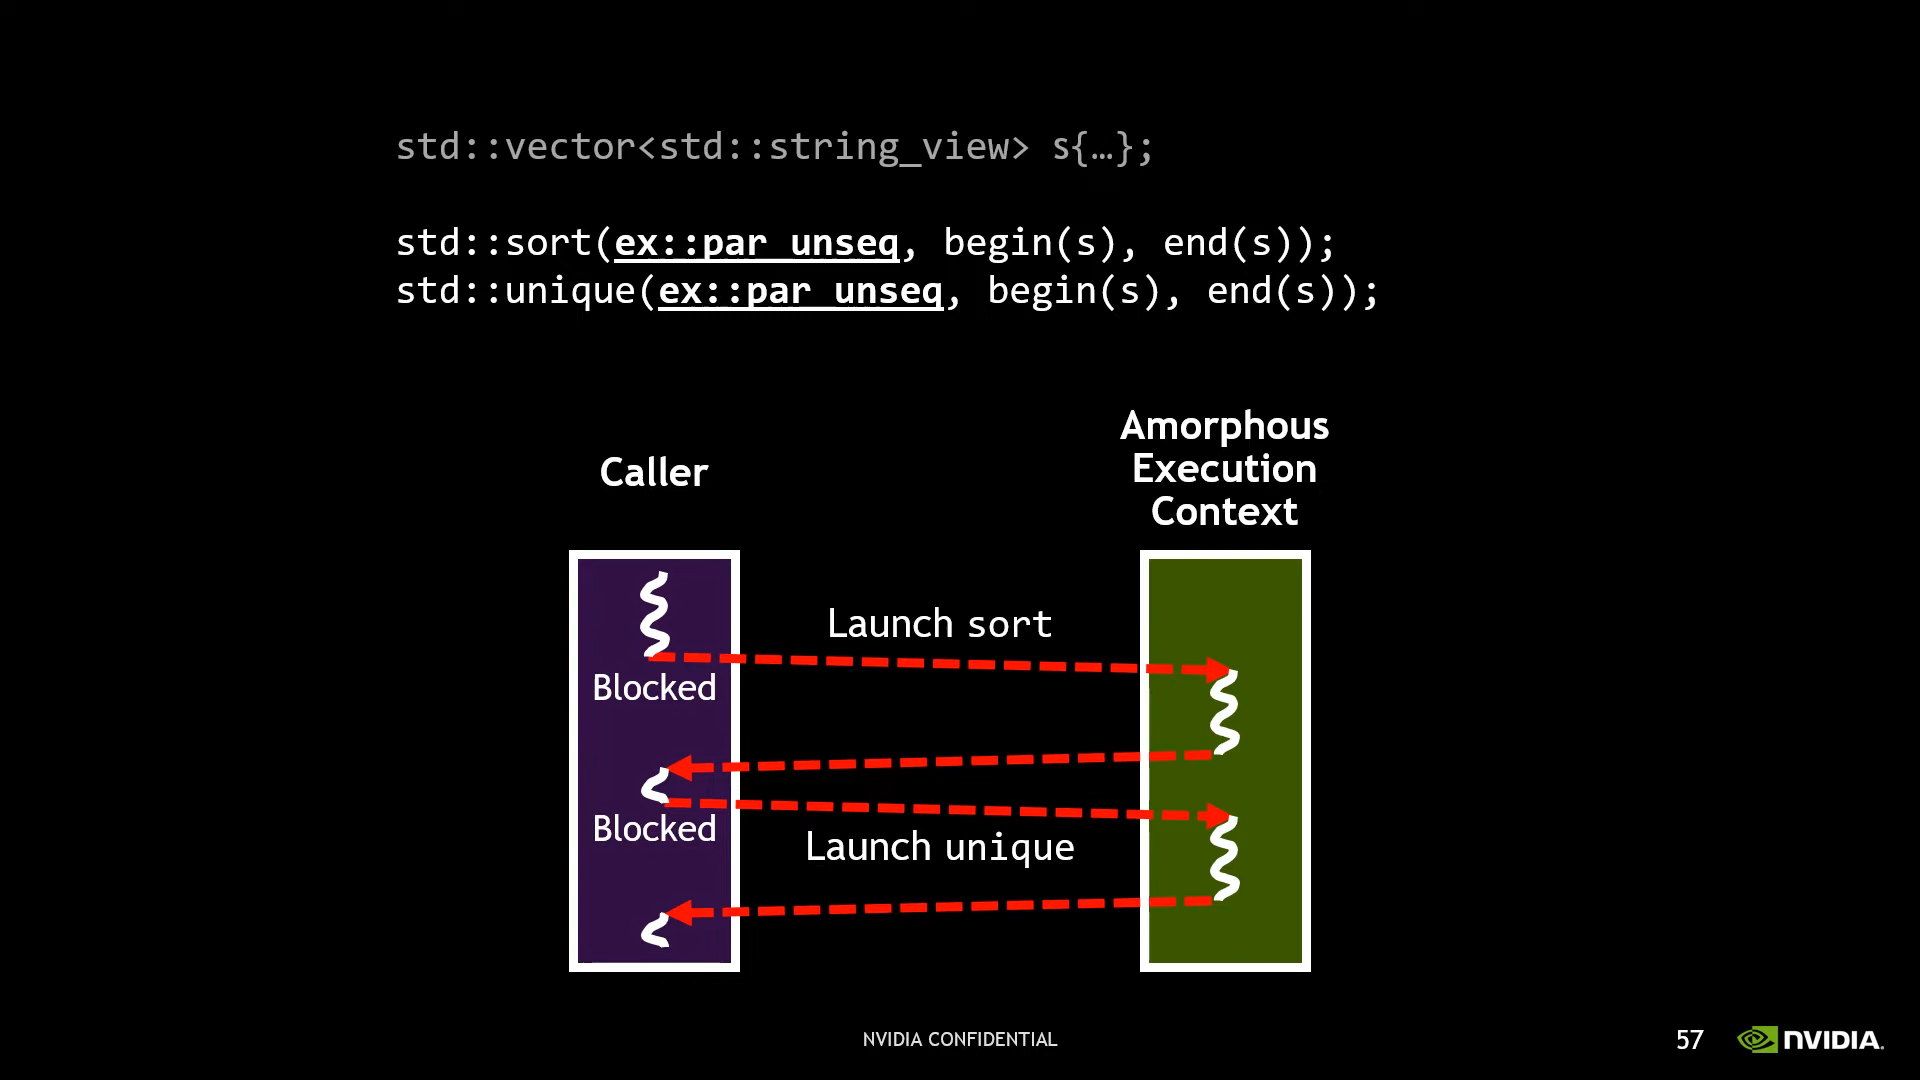 std::vector<std::string_view> s{…};
std::sort(ex::par_unseq, begin(s), end(s));
std::unique(ex::par_unseq, begin(s), end(s));
Caller
Amorphous
Execution
Context
Launch sort
Blocked
Blocked
Launch unique
NVIDIA CONFIDENTIAL
57
NVIDIA.